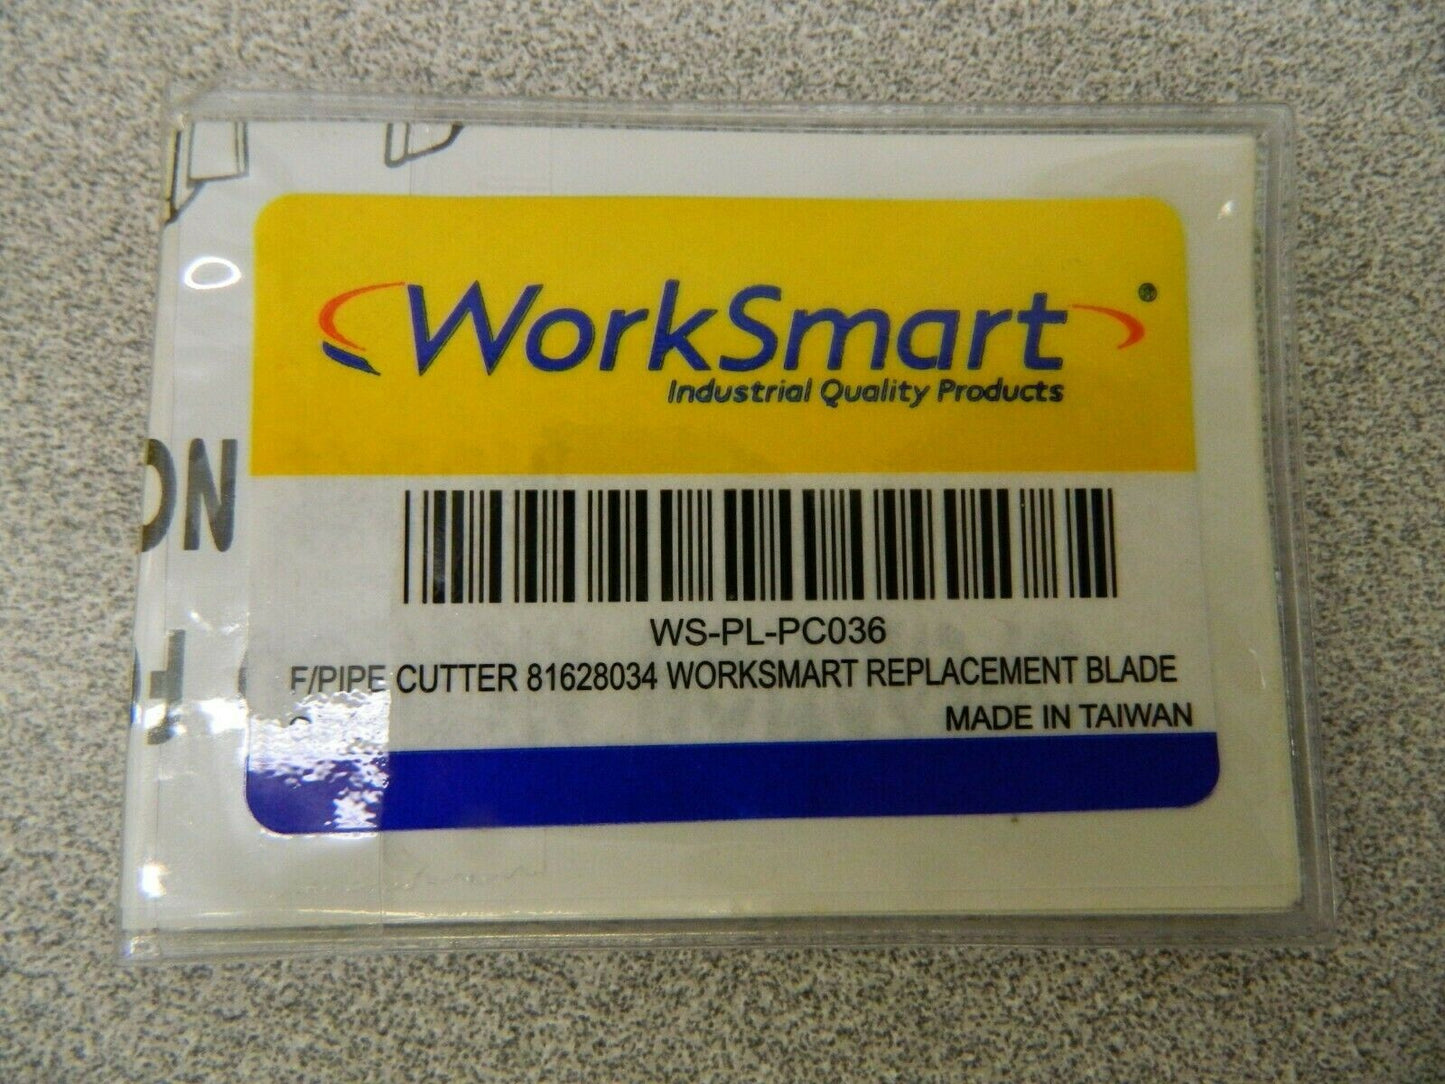 WorkSmart®
Industrial Quality Products
WS-PL-PC036
F/PIPE CUTTER 81628034 WORKSMART REPLACEMENT BLADE
MADE IN TAIWAN